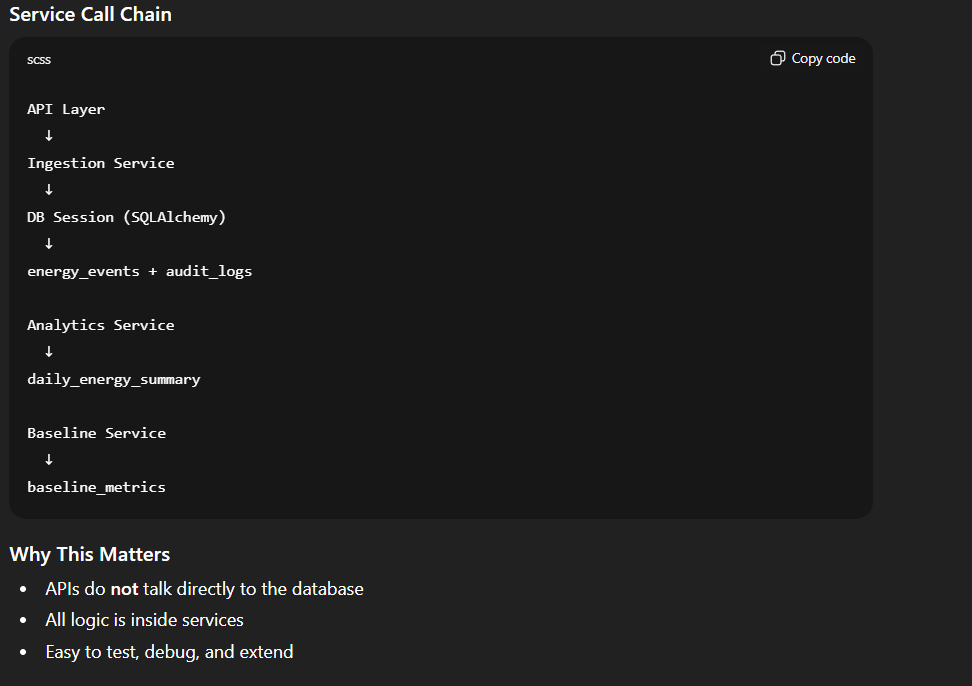 Service Call Chain
scss
Copy code
API Layer
↓
Ingestion Service
↓
DB Session (SQLAlchemy)
↓
energy_events + audit_logs
Analytics Service
↓
daily_energy_summary
Baseline Service
↓
baseline_metrics
Why This Matters
• APIs do not talk directly to the database
• All logic is inside services
• Easy to test, debug, and extend